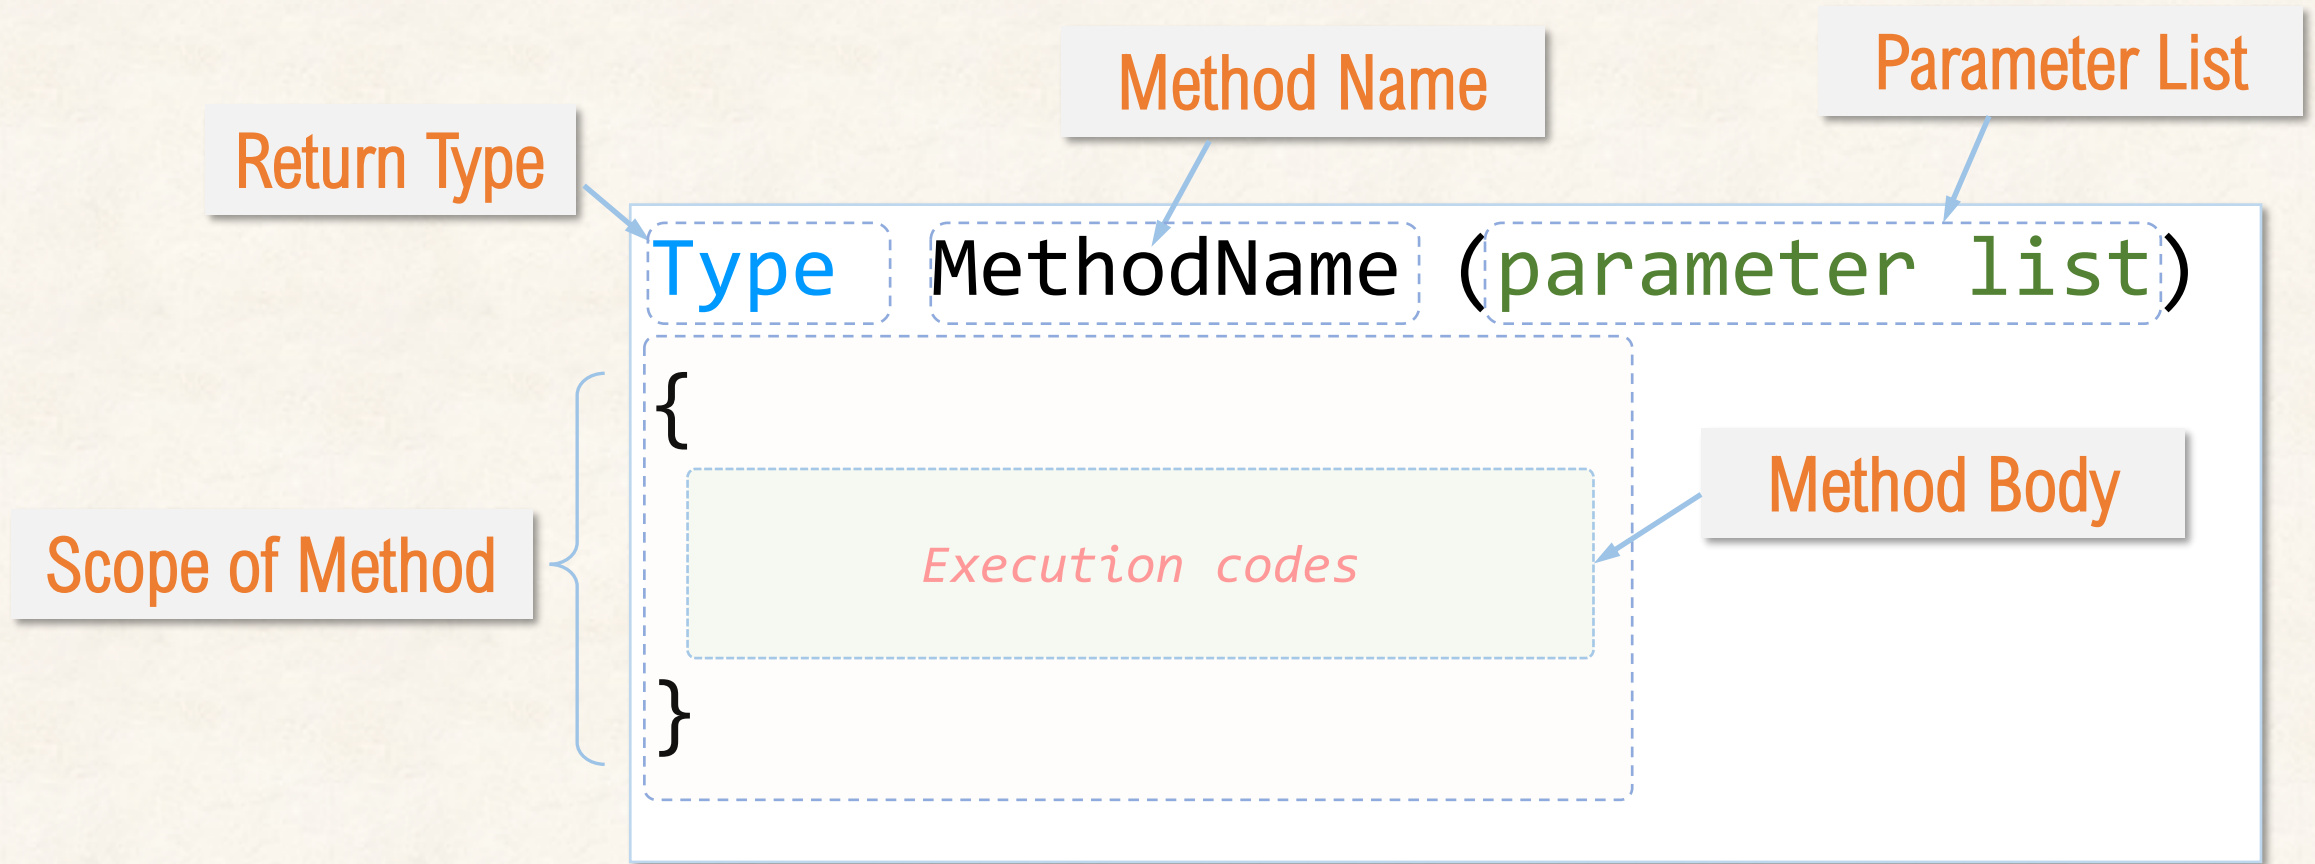 Parameter List
Method Name
Return Type
Type MethodName (parameter list)
{
Method Body
Execution codes
Scope of Method
}